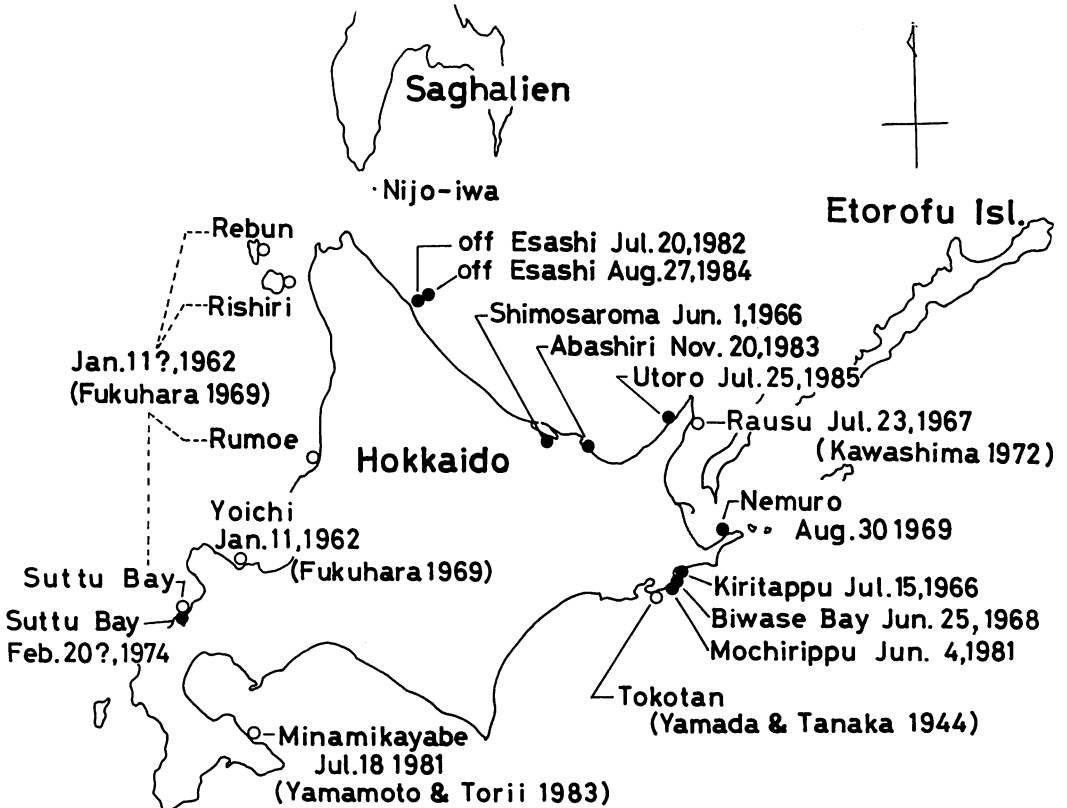 Saghalien
Nijo-iwa
Etorofu Isl.
Rebun
off Esashi Jul.20,1982
off Esashi Aug.27,1984
Rishiri
Shimosaroma Jun. 1,1966
Abashiri Nov.20,1983
Jan.11?,1962
(Fukuhara 1969)
Utoro Jul.25,1985
Rausu Jul.23,1967
(Kawashima 1972)
Rumoe
Hokkaido
Nemuro
Aug.30 1969
Yoichi
Jan.11,1962
(Fukuhara 1969)
Suttu Bay
Suttu Bay
Feb.20?,1974
Kiritappu Jul.15,1966
Biwase Bay Jun. 25,1968
Mochirippu Jun. 4,1981
Tokotan
(Yamada & Tanaka 1944)
Minamikayabe
Jul.18 1981
(Yamamoto & Torii 1983)